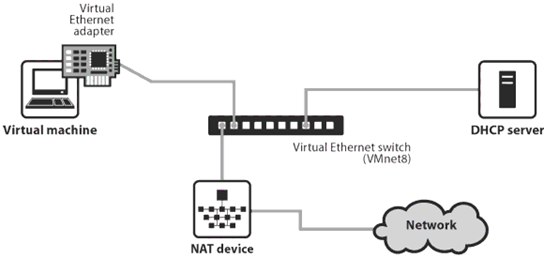 Virtual
Ethernet
adapter
Virtual machine
DHCP server
Virtual Ethernet switch
(VMnet8)
Network
NAT device